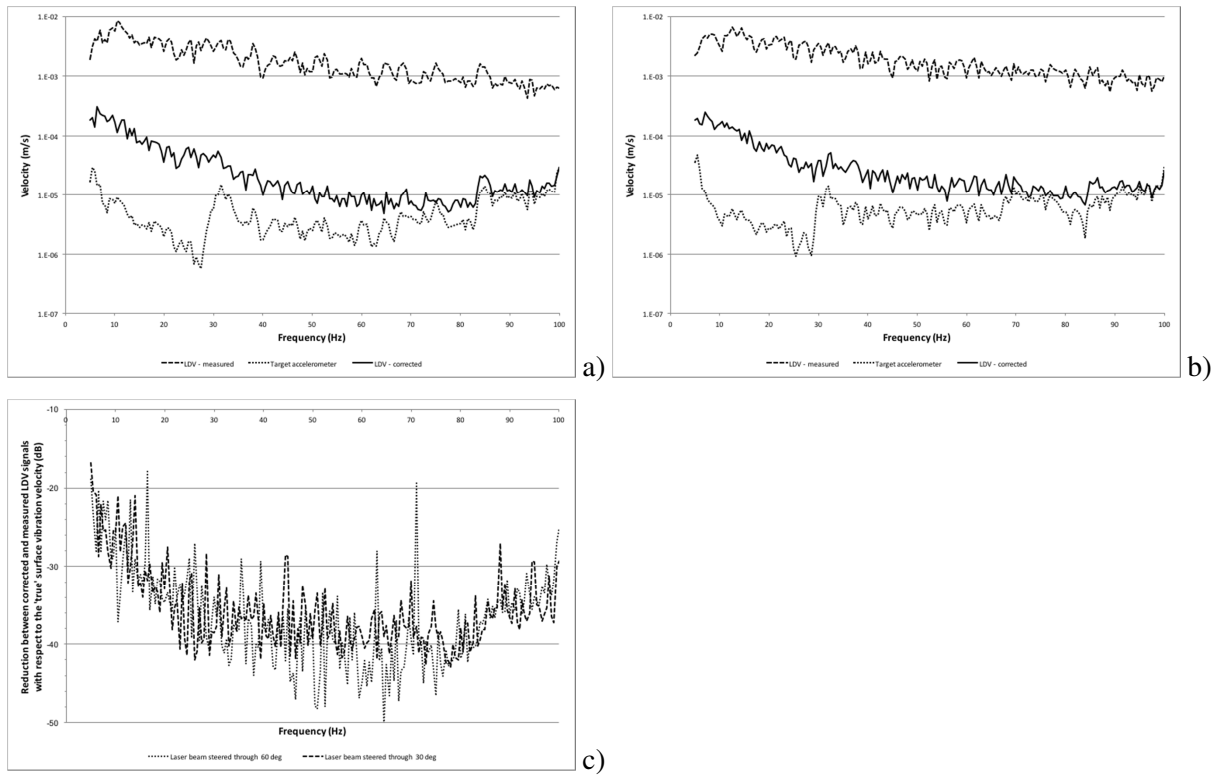 1.E-02
1.E-03
1.E-04
1.E-05
1.E-06
1.E-07
Velocity (m/s)
0 10 20 30 40 50 60 70 80 90 100
Frequency (Hz)
LDV - measured Target accelerometer LDV - corrected
a)
1.E-02
1.E-03
1.E-04
1.E-05
1.E-06
1.E-07
Velocity (m/s)
0 10 20 30 40 50 60 70 80 90 100
Frequency (Hz)
LDV - measured Target accelerometer LDV - corrected
b)
-10
-20
-30
-40
-50
0 10 20 30 40 50 60 70 80 90 100
Reduction between corrected and measured LDV signals
with respect to the 'true' surface vibration velocity (dB)
Frequency (Hz)
Laser beam steered through 60 deg Laser beam steered through 30 deg
c)